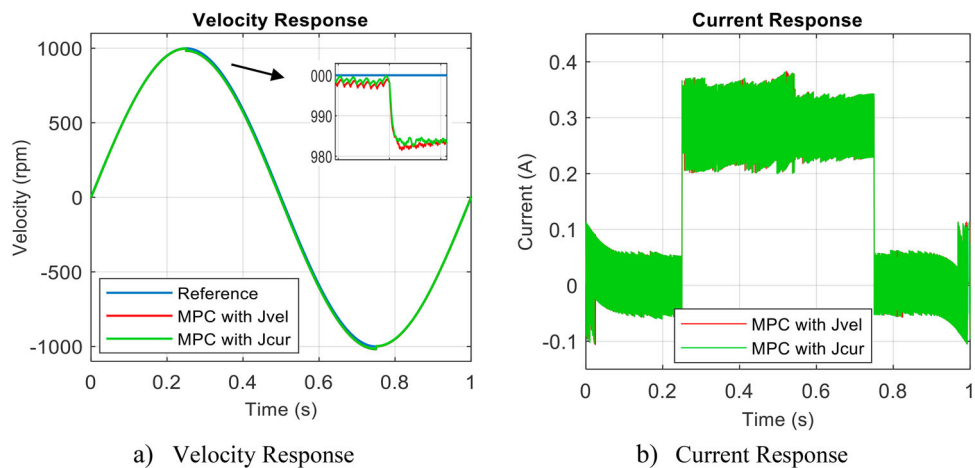 Velocity Response
Velocity (rpm)
1000
500
0
-500
-1000
000
990
980
Reference
MPC with Jvel
MPC with Jcur
0 0.2 0.4 0.6 0.8 1
Time (s)
a) Velocity Response
Current Response
Current (A)
0.4
0.3
0.2
0.1
0
-0.1
MPC with Jvel
MPC with Jcur
0 0.2 0.4 0.6 0.8 1
Time (s)
b) Current Response